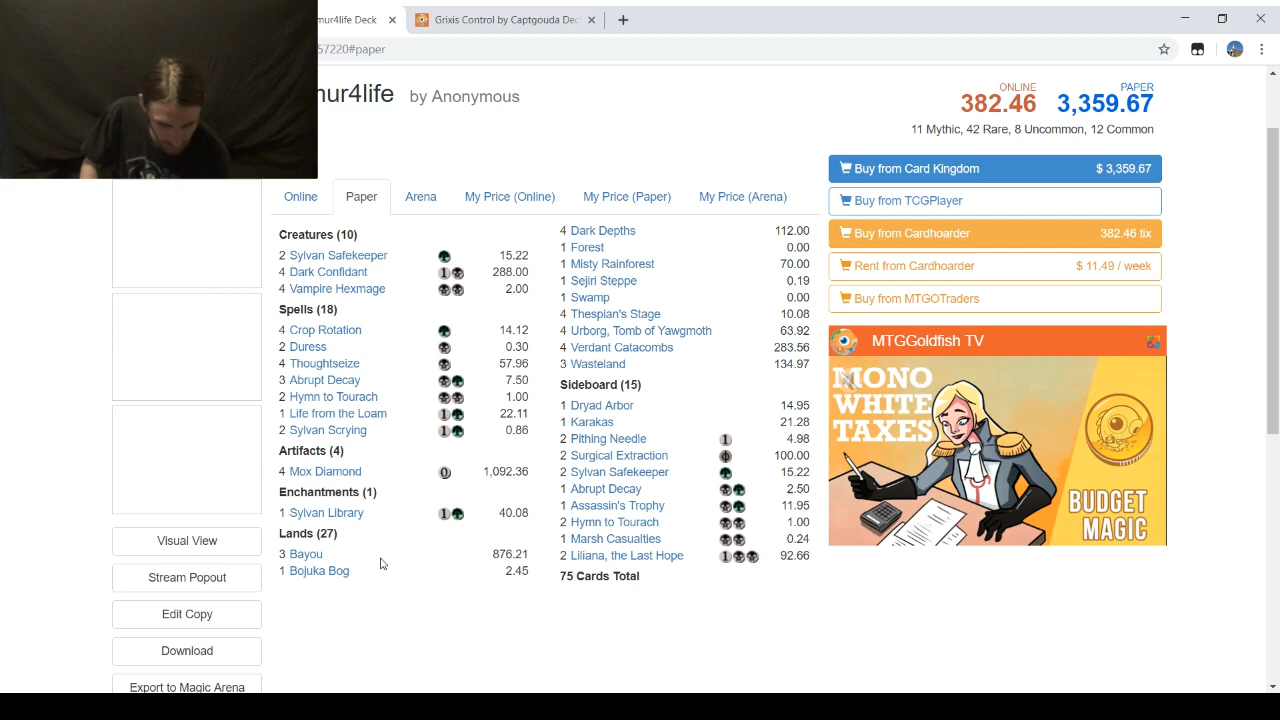 mur4life Deck
Grixis Control by Captgouda Dec
57220#paper
mur4life by Anonymous
ONLINE PAPER
382.46 3,359.67
11 Mythic, 42 Rare, 8 Uncommon, 12 Common
Online Paper Arena My Price (Online) My Price (Paper) My Price (Arena)
Creatures (10)
2 Sylvan Safekeeper 15.22
4 Dark Confidant 1 288.00
4 Vampire Hexmage 2.00
Spells (18)
4 Crop Rotation 14.12
2 Duress 0.30
4 Thoughtseize 57.96
3 Abrupt Decay 7.50
2 Hymn to Tourach 1.00
1 Life from the Loam 1 22.11
2 Sylvan Scrying 1 0.86
Artifacts (4)
4 Mox Diamond 0 1,092.36
Enchantments (1)
1 Sylvan Library 1 40.08
Lands (27)
3 Bayou 876.21
1 Bojuka Bog 2.45
4 Dark Depths 112.00
1 Forest 0.00
1 Misty Rainforest 70.00
1 Sejiri Steppe 0.19
1 Swamp 0.00
4 Thespian's Stage 10.08
4 Urborg, Tomb of Yawgmoth 63.92
4 Verdant Catacombs 283.56
3 Wasteland 134.97
Sideboard (15)
1 Dryad Arbor 14.95
1 Karakas 21.28
2 Pithing Needle 1 4.98
2 Surgical Extraction 100.00
2 Sylvan Safekeeper 15.22
1 Abrupt Decay 2.50
1 Assassin's Trophy 11.95
2 Hymn to Tourach 1.00
1 Marsh Casualties 0.24
2 Liliana, the Last Hope 1 92.66
75 Cards Total
Buy from Card Kingdom $ 3,359.67
Buy from TCGPlayer
Buy from Cardhoarder 382.46 tix
Rent from Cardhoarder $ 11.49 / week
Buy from MTGOTraders
MTGGoldfish TV
MONO
WHITE
TAXES
BUDGET
MAGIC
Visual View
Stream Popout
Edit Copy
Download
Export to Magic Arena